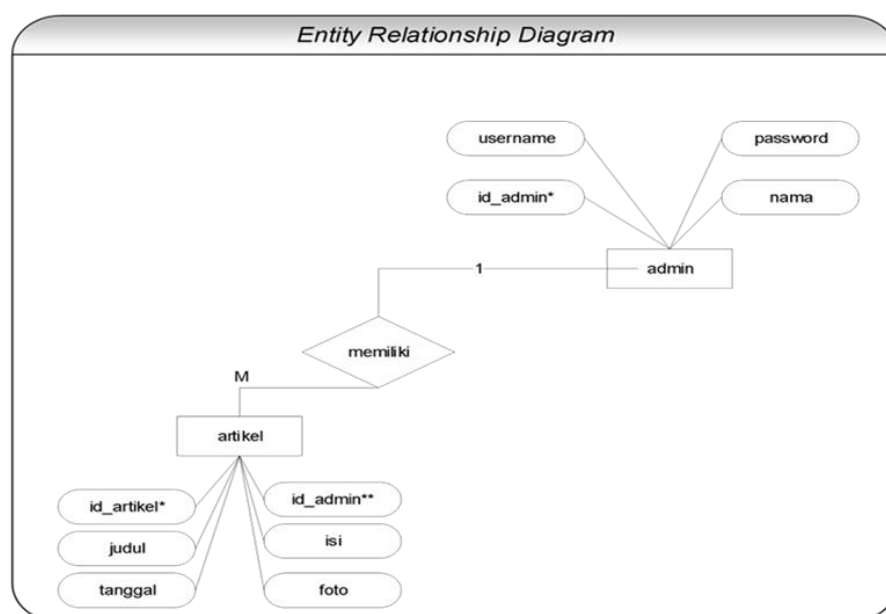 Entity Relationship Diagram
username
password
id_admin*
nama
1
admin
memiliki
M
artikel
id_artikel*
id_admin**
judul
isi
tanggal
foto